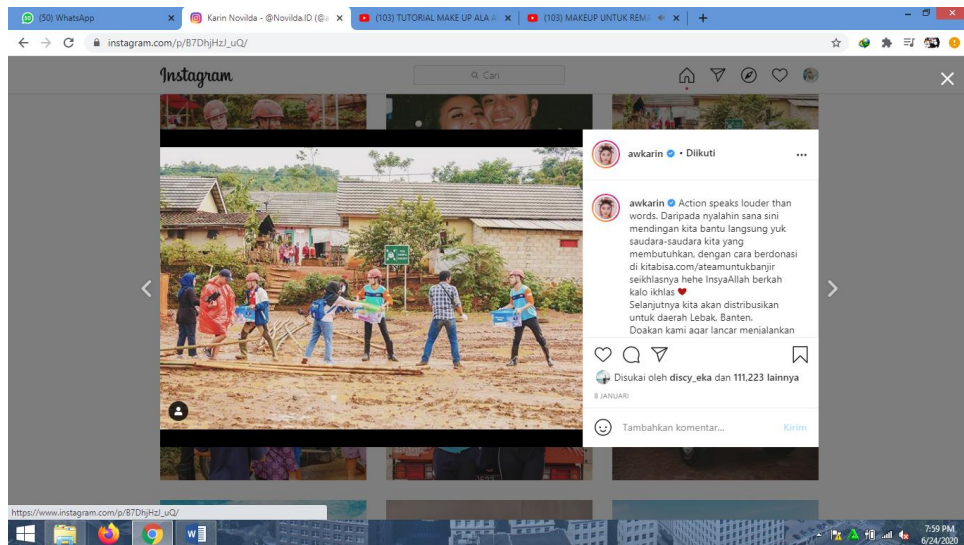 (50) WhatsApp
Karin Novilda - @Novilda.ID (@a
(103) TUTORIAL MAKE UP ALA A
(103) MAKEUP UNTUK REMA
instagram.com/p/B7DhjHzJ_uQ/
Instagram
Cari
awkarin • Diikuti
awkarin Action speaks louder than
words. Daripada nyalahin sana sini
mendingan kita bantu langsung yuk
saudara-saudara kita yang
membutuhkan, dengan cara berdonasi
di kitabisa.com/ateamuntukbanjir
seikhlasnya hehe InsyaAllah berkah
kalo ikhlas
Selanjutnya kita akan distribusikan
untuk daerah Lebak, Banten.
Doakan kami agar lancar menjalankan
Disukai oleh discy_eka dan 111,223 lainnya
8 JANUARI
Tambahkan komentar...
Kirim
https://www.instagram.com/p/B7DhjHzJ_uQ/
7:59 PM
6/24/2020